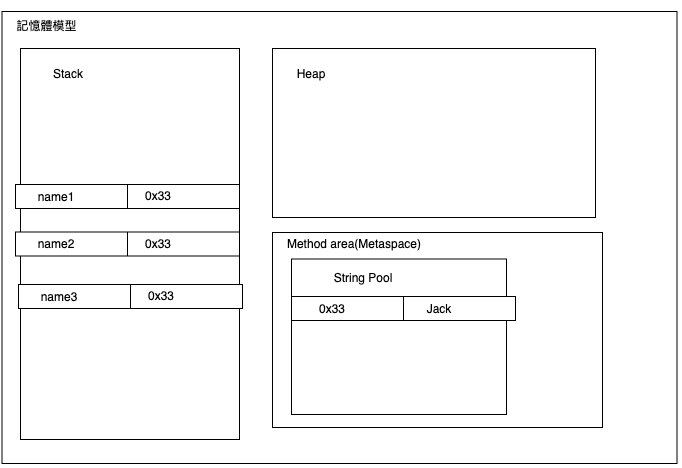 記憶體模型
Stack
name1 0x33
name2 0x33
name3 0x33
Heap
Method area(Metaspace)
String Pool
0x33 Jack